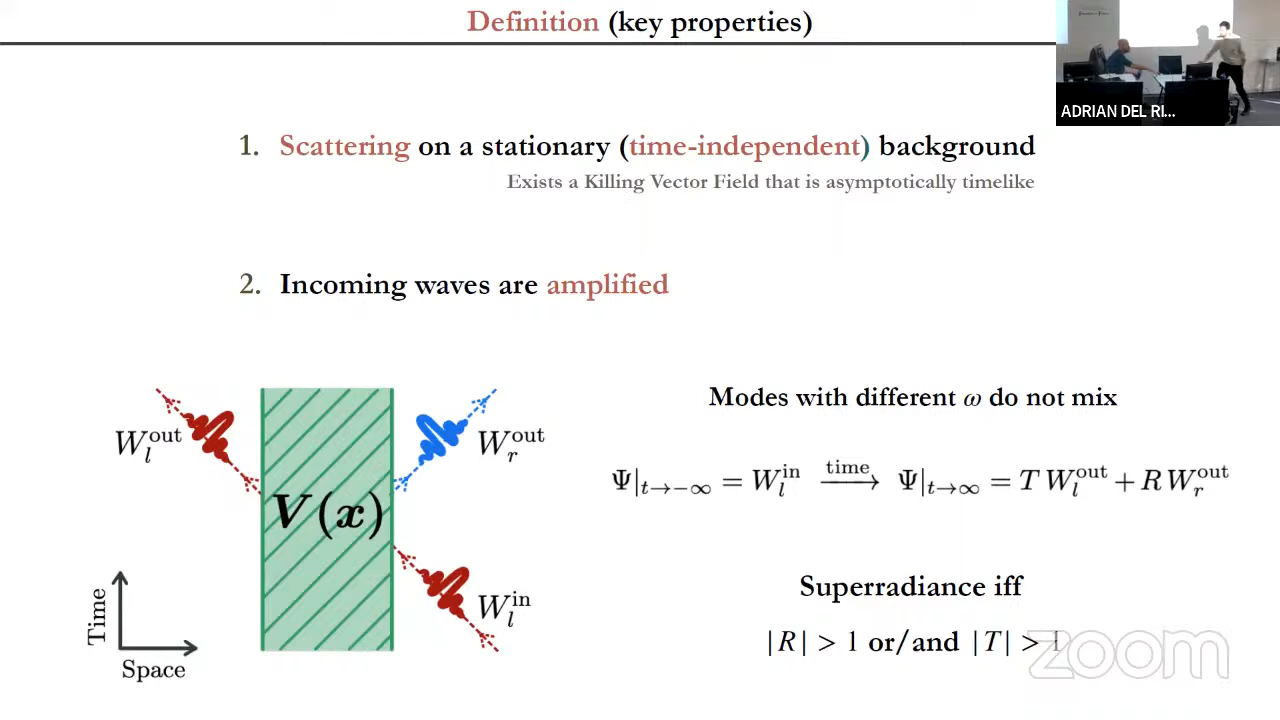 Definition (key properties)
ADRIAN DEL RI...
1. Scattering on a stationary (time-independent) background
Exists a Killing Vector Field that is asymptotically timelike
2. Incoming waves are amplified
Modes with different ω do not mix
W_l^out
W_r^out
V(x)
W_l^in
Time
Space
Ψ|_{t→−∞} = W_l^in time⟶ Ψ|_{t→∞} = T W_l^out + R W_r^out
Superradiance iff
|R| > 1 or/and |T| > 1
zoom